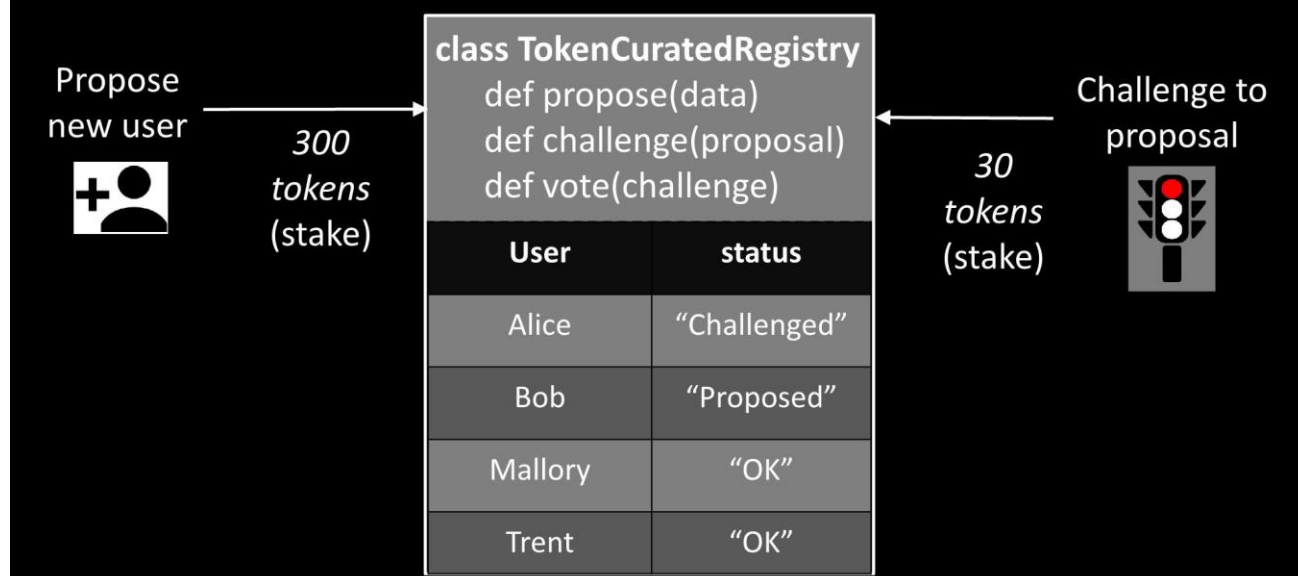 Propose
new user
300
tokens
(stake)
class TokenCuratedRegistry
def propose(data)
def challenge(proposal)
def vote(challenge)
User status
Alice “Challenged”
Bob “Proposed”
Mallory “OK”
Trent “OK”
Challenge to
proposal
30
tokens
(stake)